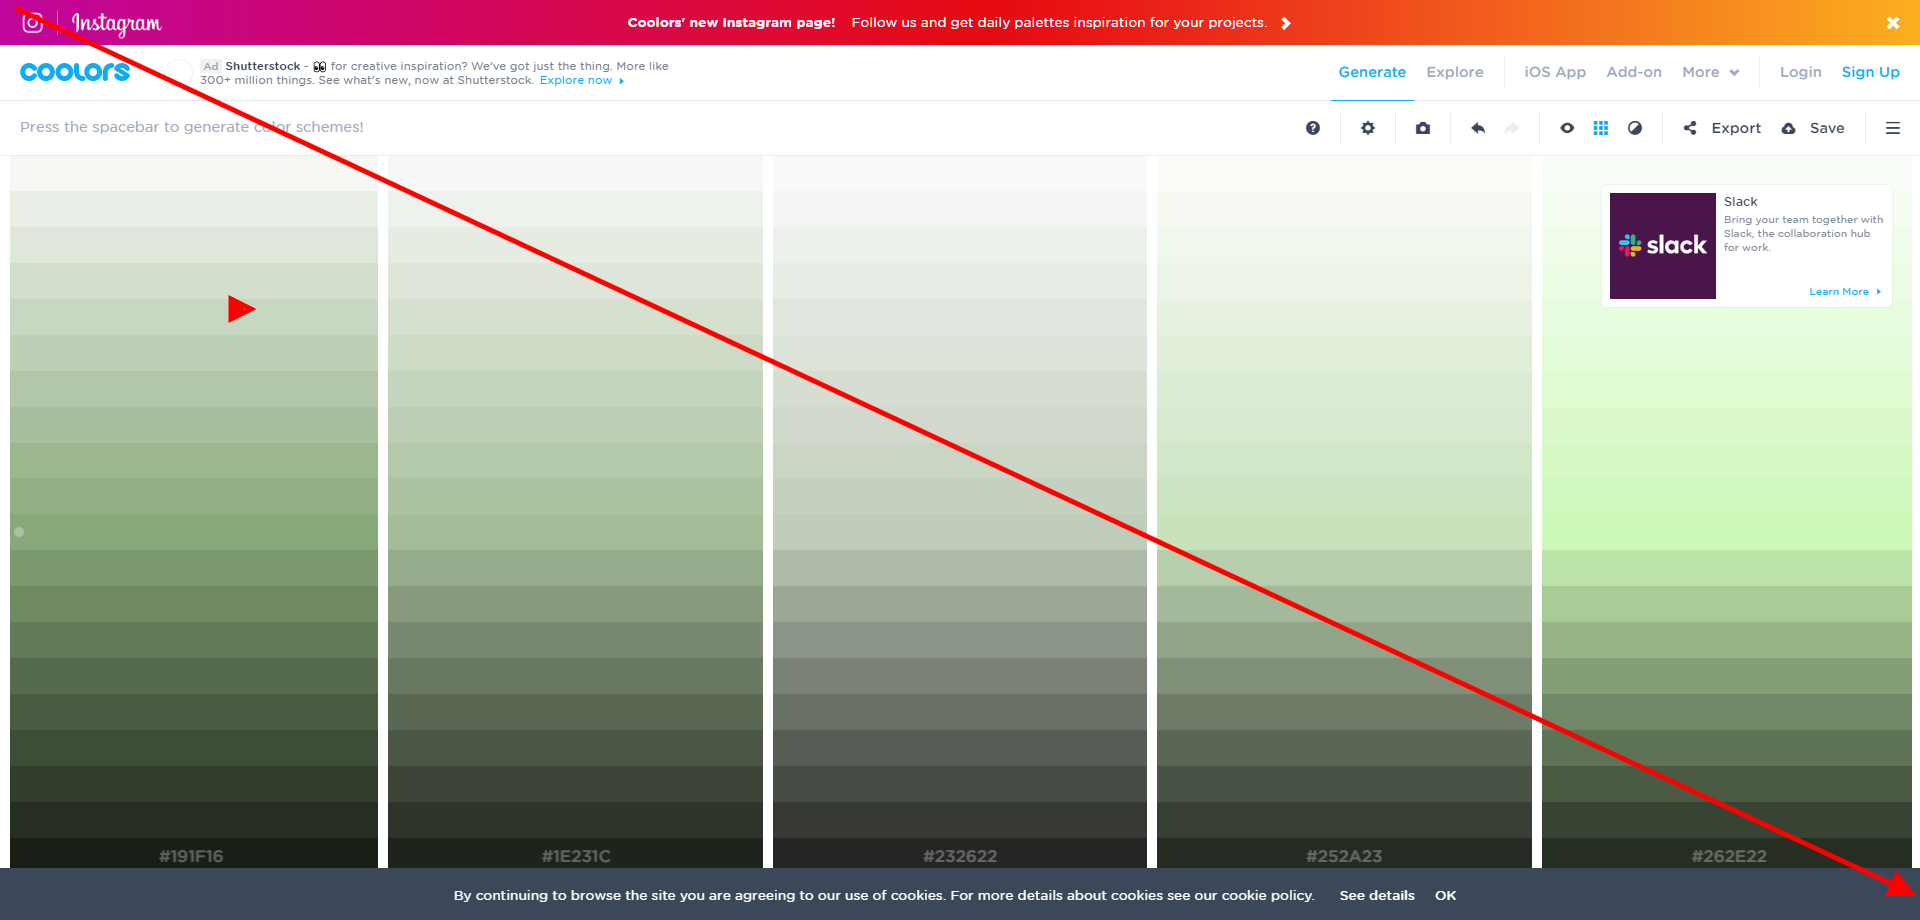 Instagram
Coolors' new Instagram page! Follow us and get daily palettes inspiration for your projects.
coolors
Ad Shutterstock - 👀 for creative inspiration? We've got just the thing. More like
300+ million things. See what's new, now at Shutterstock. Explore now
Generate Explore iOS App Add-on More Login Sign Up
Press the spacebar to generate color schemes!
Export Save
slack
Slack
Bring your team together with
Slack, the collaboration hub
for work.
Learn More
#191F16 #1E231C #232622 #252A23 #262E22
By continuing to browse the site you are agreeing to our use of cookies. For more details about cookies see our cookie policy. See details OK